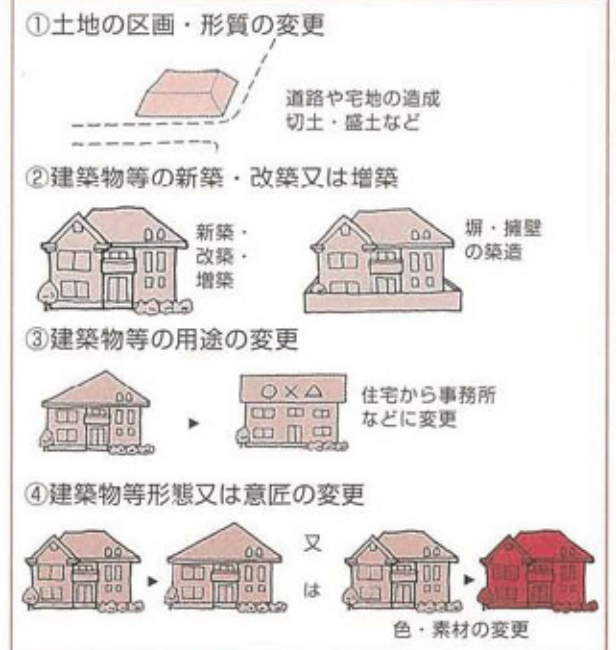 ①土地の区画・形質の変更
道路や宅地の造成
切土・盛土など
②建築物等の新築・改築又は増築
新築・
改築・
増築
塀・擁壁
の築造
③建築物等の用途の変更
○×△
住宅から事務所
などに変更
④建築物等形態又は意匠の変更
又
は
色・素材の変更